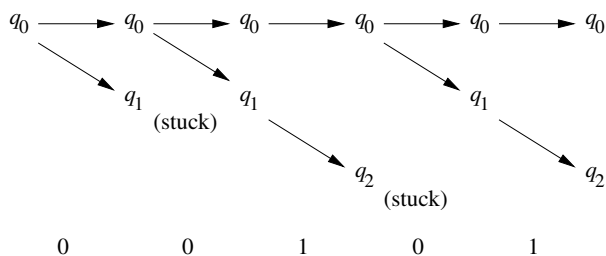 q0 q0 q0 q0 q0 q0
q1 q1 q1
(stuck)
q2 q2
(stuck)
0 0 1 0 1